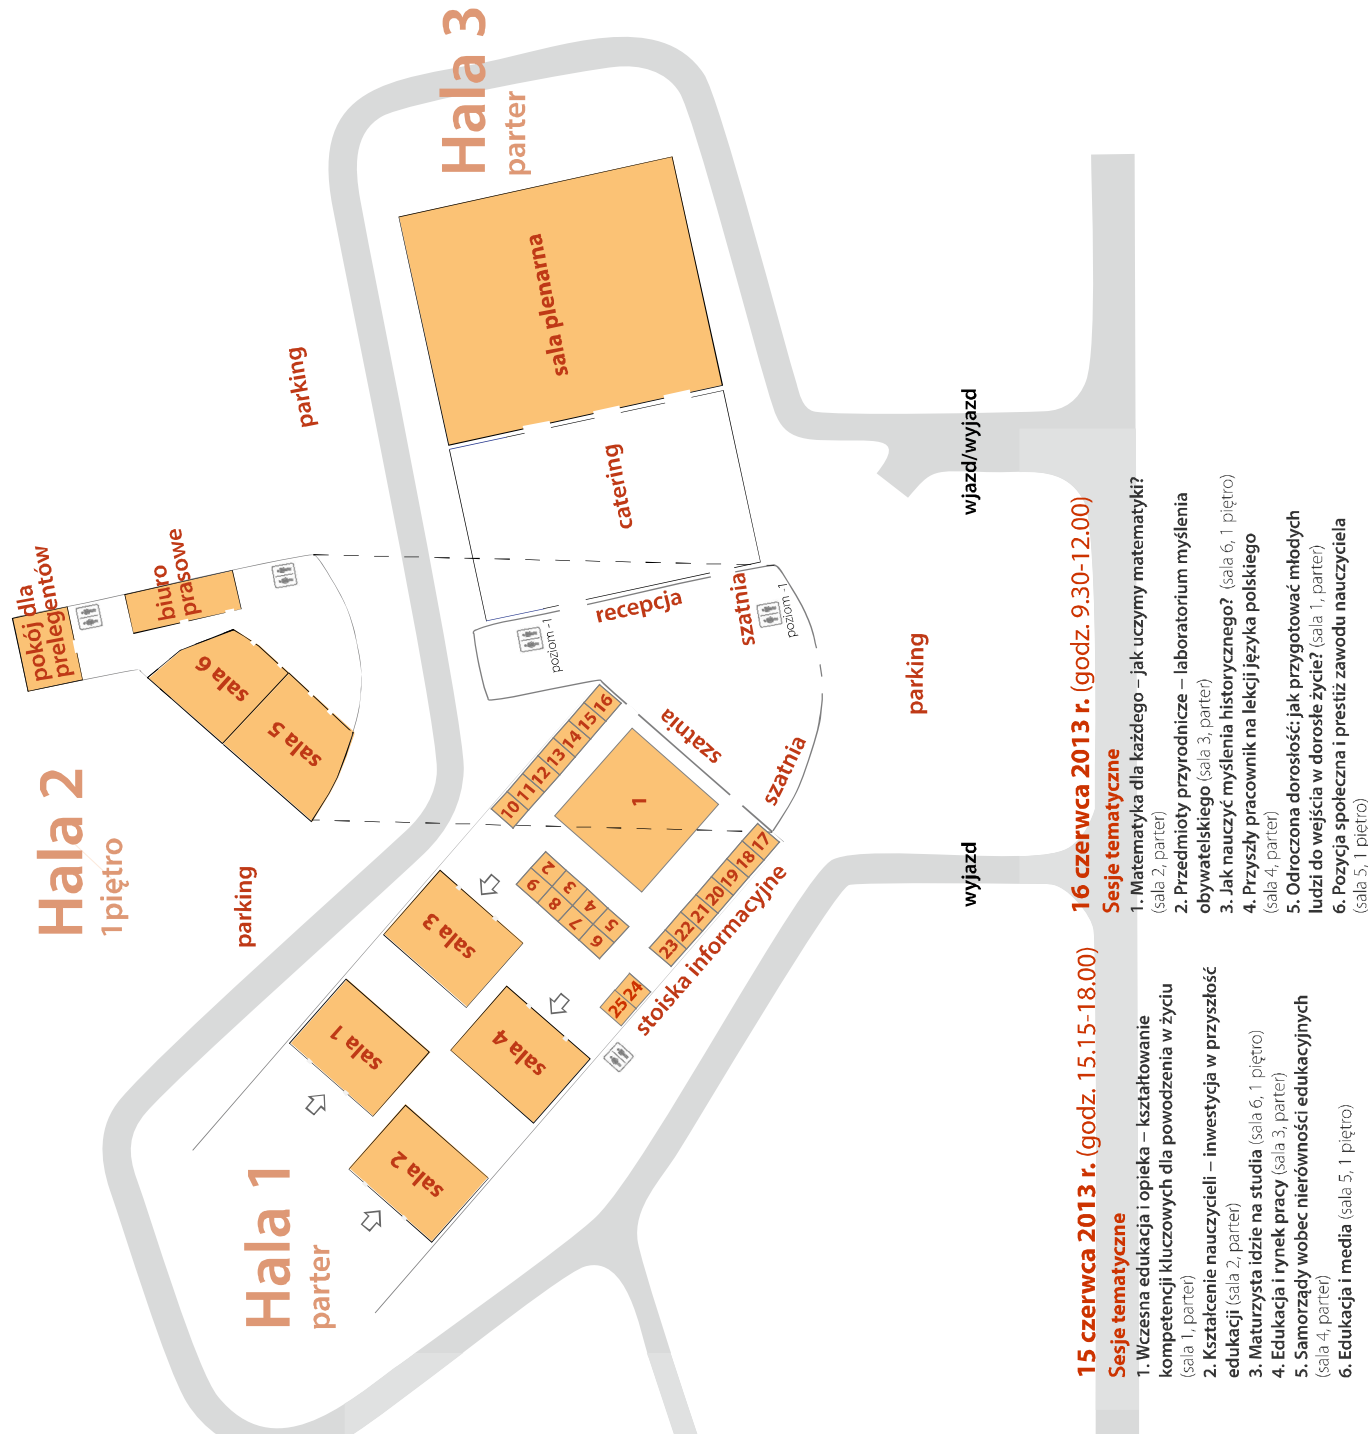 Hala 1
parter
Hala 2
1piętro
Hala 3
parter
parking
parking
parking
pokój dla
prelegentów
biuro
prasowe
sala 6
sala 5
sala plenarna
catering
recepcja
szatnia
szatnia
szatnia
poziom -1
poziom -1
sala 1
sala 2
sala 3
sala 4
1
2
3
4
5
6
7
8
9
10
11
12
13
14
15
16
17
18
19
20
21
22
23
24
25
stoiska informacyjne
wyjazd
wjazd/wyjazd
15 czerwca 2013 r. (godz. 15.15-18.00)
Sesje tematyczne
1. Wczesna edukacja i opieka – kształtowanie
kompetencji kluczowych dla powodzenia w życiu
(sala 1, parter)
2. Kształcenie nauczycieli – inwestycja w przyszłość
edukacji (sala 2, parter)
3. Maturzysta idzie na studia (sala 6, 1 piętro)
4. Edukacja i rynek pracy (sala 3, parter)
5. Samorządy wobec nierówności edukacyjnych
(sala 4, parter)
6. Edukacja i media (sala 5, 1 piętro)
16 czerwca 2013 r. (godz. 9.30-12.00)
Sesje tematyczne
1. Matematyka dla każdego – jak uczymy matematyki?
(sala 2, parter)
2. Przedmioty przyrodnicze – laboratorium myślenia
obywatelskiego (sala 3, parter)
3. Jak nauczyć myślenia historycznego? (sala 6, 1 piętro)
4. Przyszły pracownik na lekcji języka polskiego
(sala 4, parter)
5. Odroczona dorosłość: jak przygotować młodych
ludzi do wejścia w dorosłe życie? (sala 1, parter)
6. Pozycja społeczna i prestiż zawodu nauczyciela
(sala 5, 1 piętro)